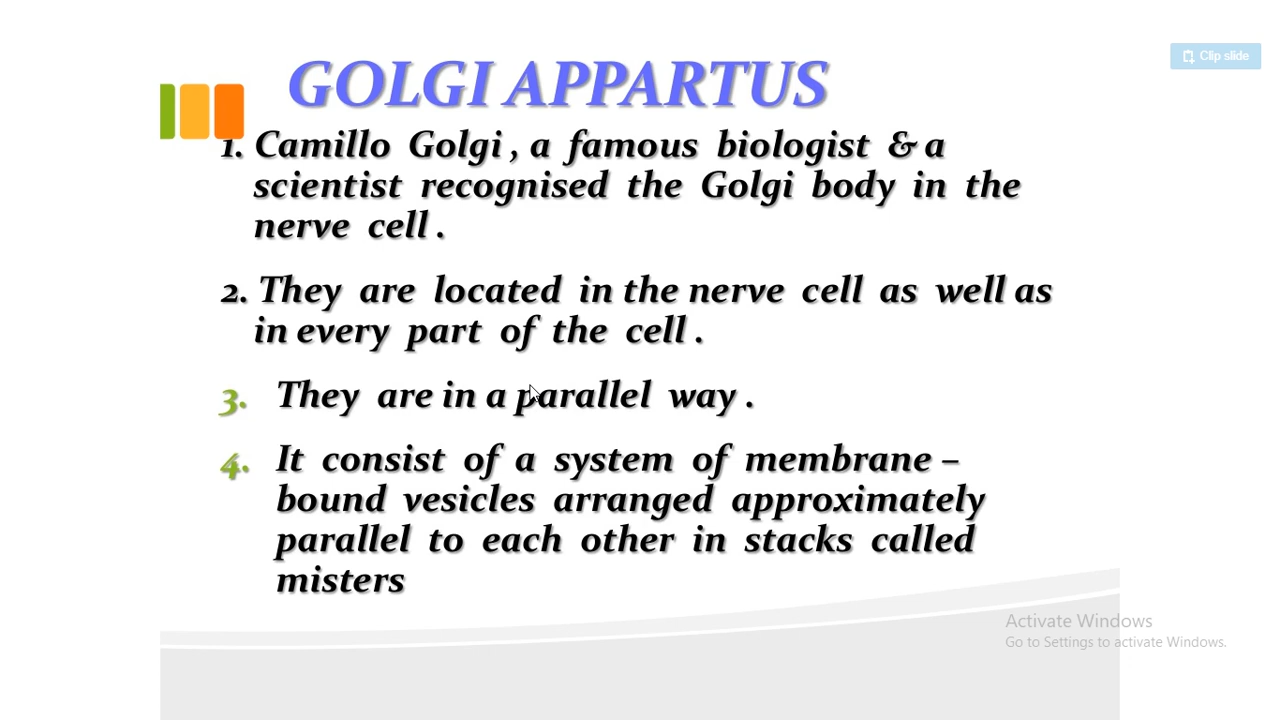 Clip slide
GOLGI APPARTUS
1. Camillo Golgi , a famous biologist & a
scientist recognised the Golgi body in the
nerve cell .
2. They are located in the nerve cell as well as
in every part of the cell .
3. They are in a parallel way .
4. It consist of a system of membrane –
bound vesicles arranged approximately
parallel to each other in stacks called
misters
Activate Windows
Go to Settings to activate Windows.